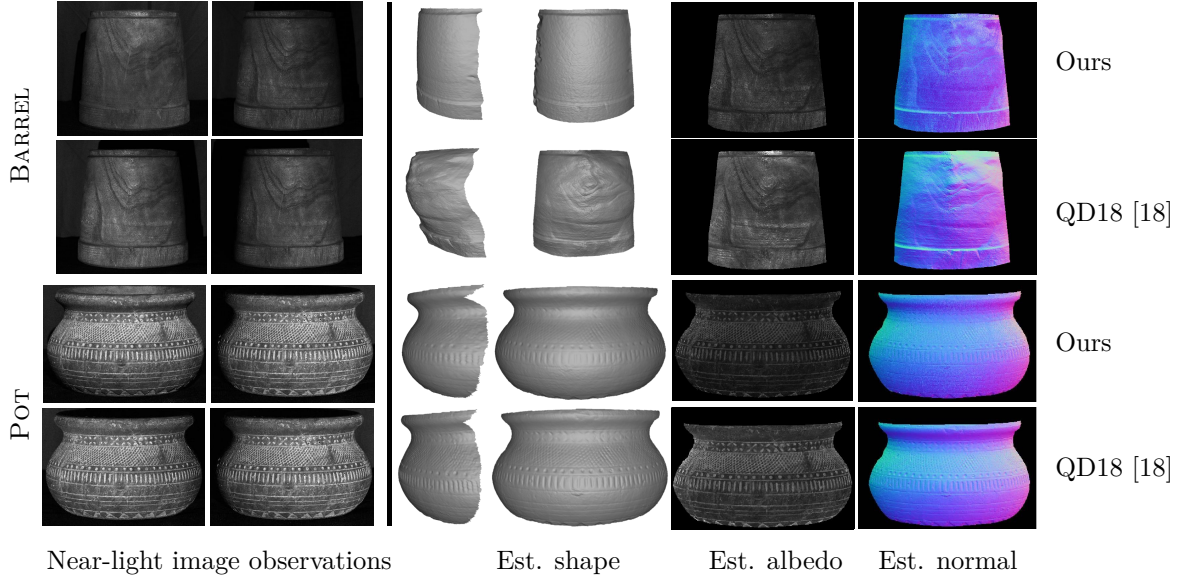 BARREL
Ours
QD18 [18]
POT
Ours
QD18 [18]
Near-light image observations
Est. shape
Est. albedo
Est. normal